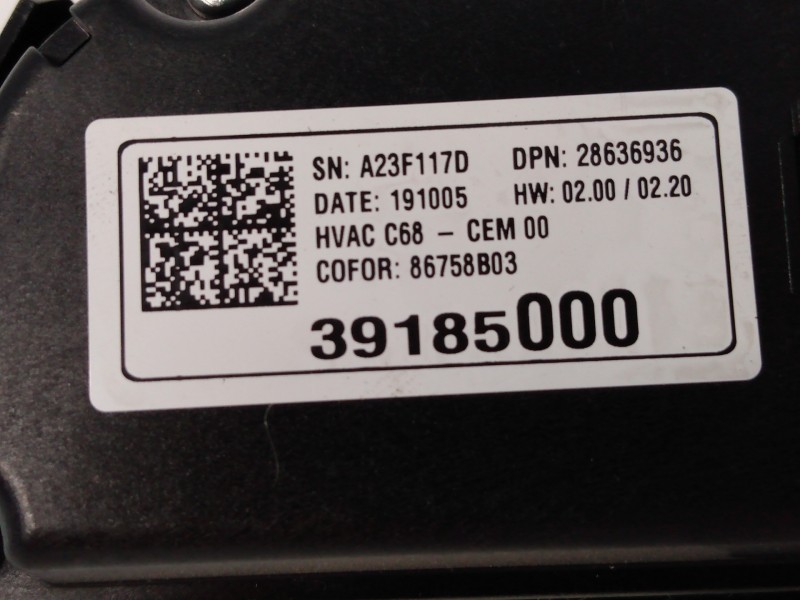 SN: A23F117D DPN: 28636936
DATE: 191005 HW: 02.00 / 02.20
HVAC C68 - CEM 00
COFOR: 86758B03
39185000